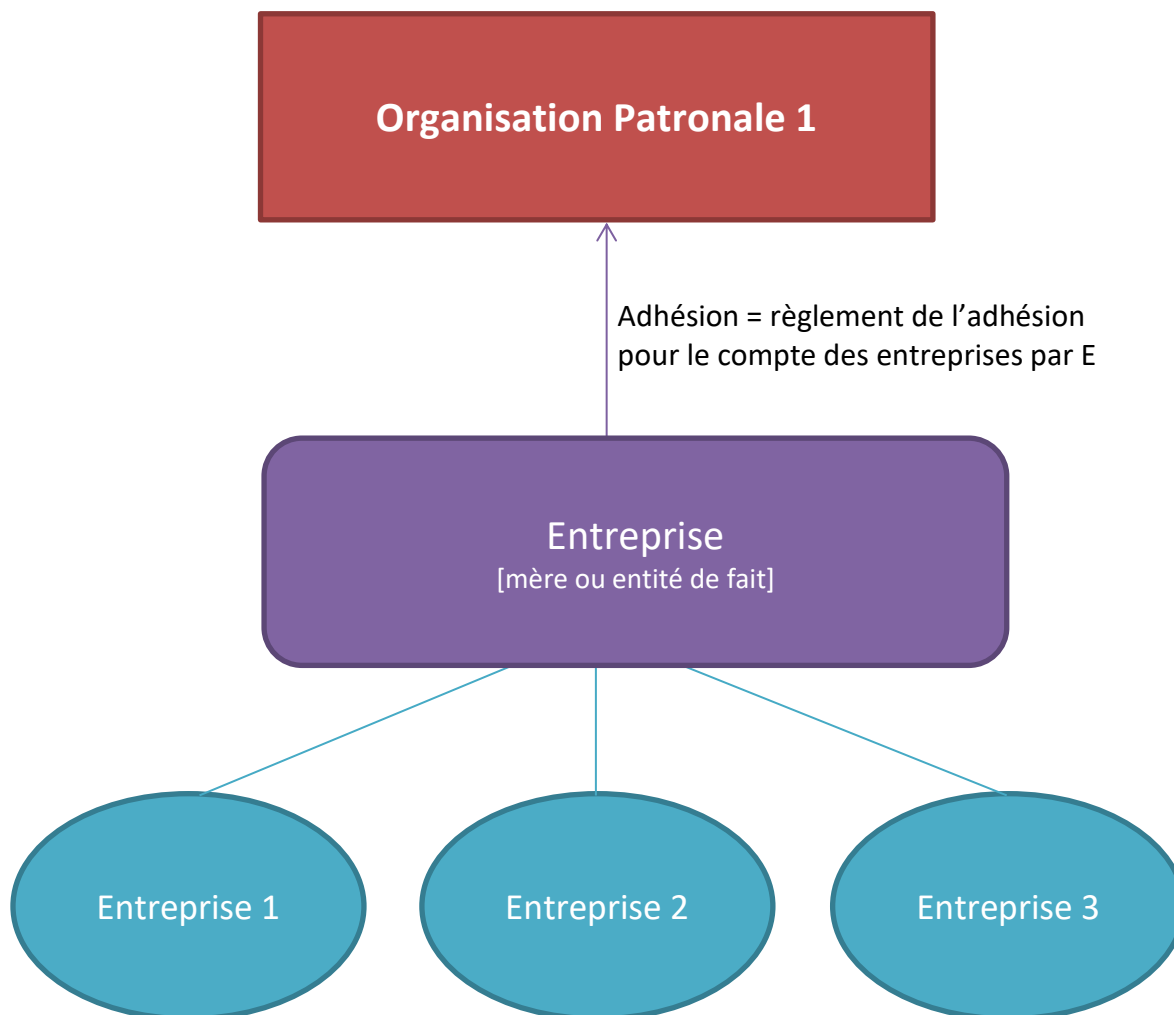 Organisation Patronale 1
Adhésion = règlement de l’adhésion
pour le compte des entreprises par E
Entreprise
[mère ou entité de fait]
Entreprise 1
Entreprise 2
Entreprise 3